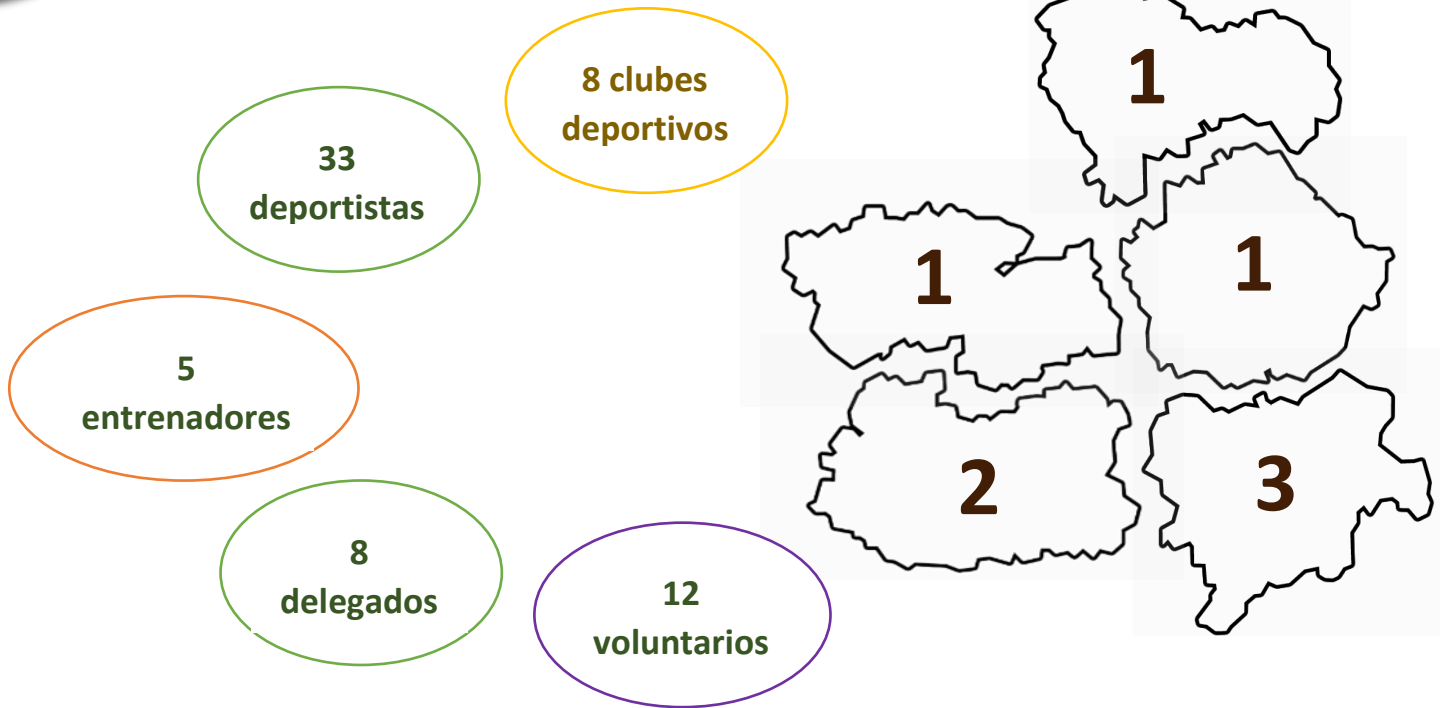 8 clubes
deportivos
33
deportistas
5
entrenadores
8
delegados
12
voluntarios
1
1
1
2
3